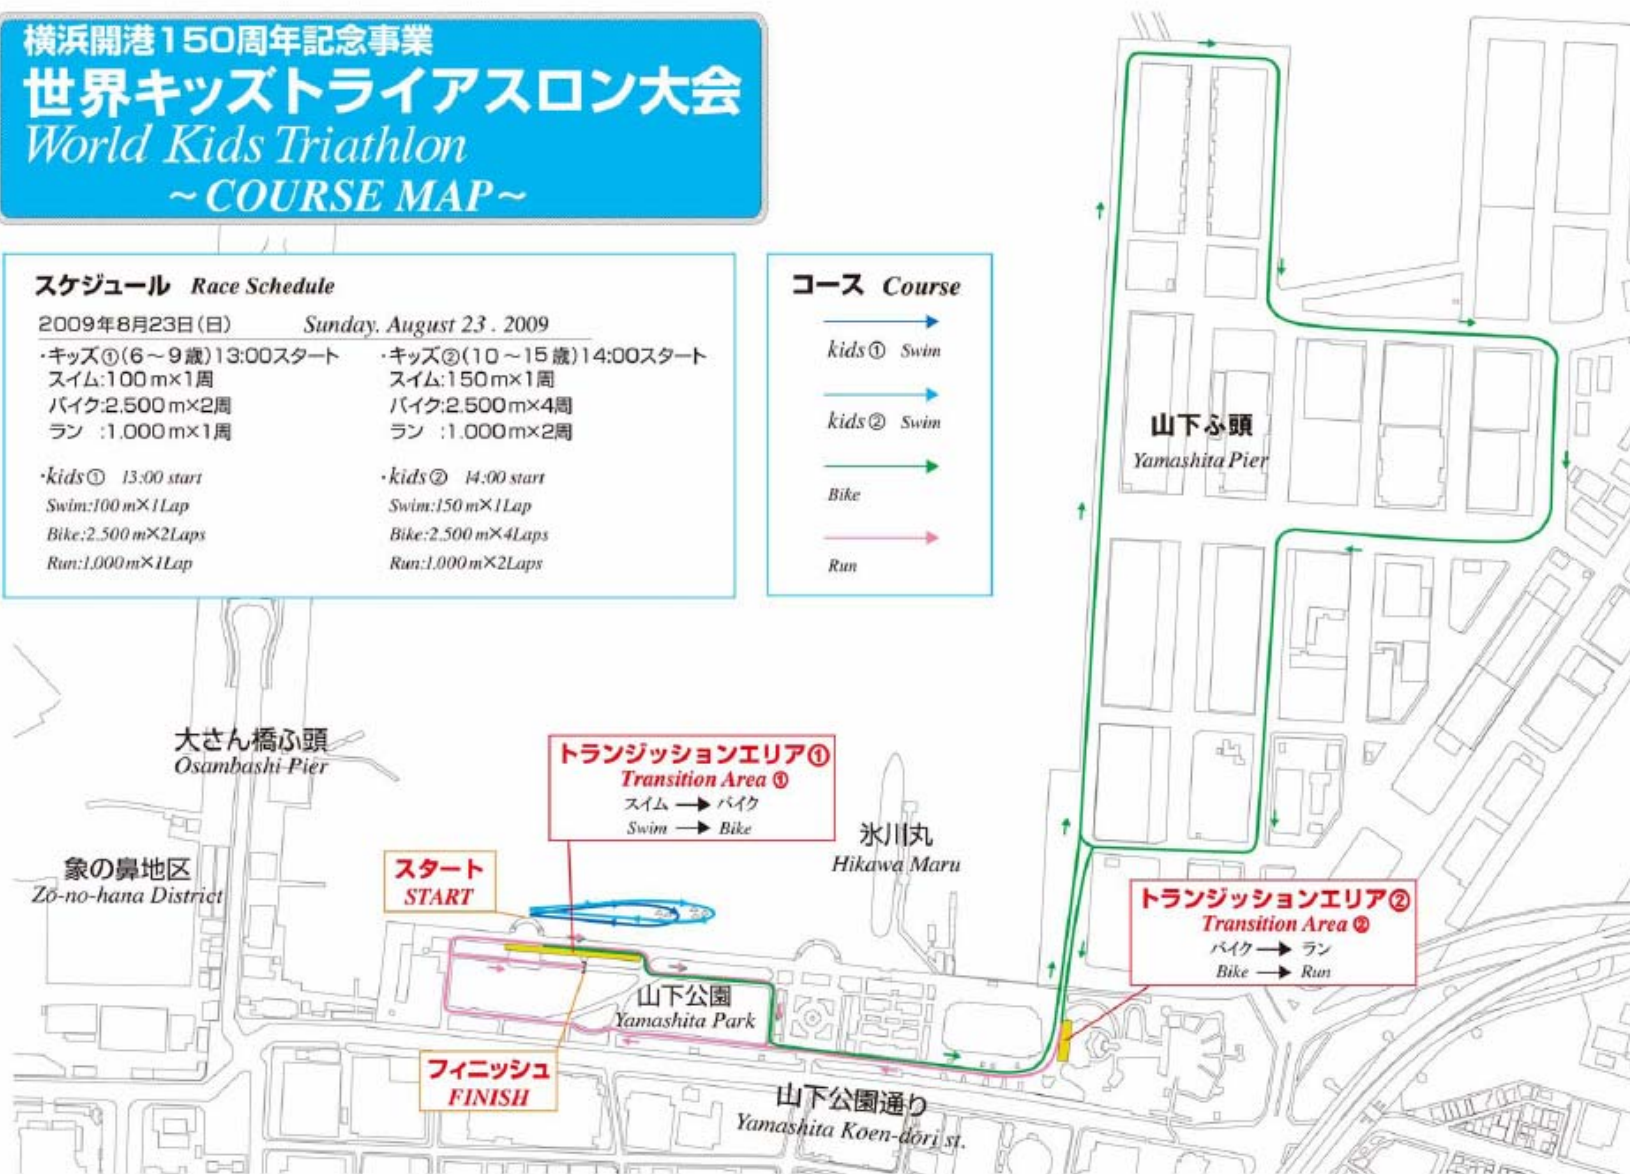 横浜開港150周年記念事業
世界キッズトライアスロン大会
World Kids Triathlon
～COURSE MAP～
スケジュール Race Schedule
2009年8月23日(日) Sunday. August 23 . 2009
・キッズ①(6～9歳)13:00スタート
スイム:100m×1周
バイク:2.500m×2周
ラン :1.000m×1周
・キッズ②(10～15歳)14:00スタート
スイム:150m×1周
バイク:2.500m×4周
ラン :1.000m×2周
・kids① 13:00 start
Swim:100m×1Lap
Bike:2.500m×2Laps
Run:1.000m×1Lap
・kids② 14:00 start
Swim:150m×1Lap
Bike:2.500m×4Laps
Run:1.000m×2Laps
コース Course
kids① Swim
kids② Swim
Bike
Run
山下ふ頭
Yamashita Pier
大さん橋ふ頭
Osambashi Pier
トランジッションエリア①
Transition Area ①
スイム → バイク
Swim → Bike
氷川丸
Hikawa Maru
象の鼻地区
Zō-no-hana District
スタート
START
トランジッションエリア②
Transition Area ②
バイク → ラン
Bike → Run
山下公園
Yamashita Park
フィニッシュ
FINISH
山下公園通り
Yamashita Koen-dōri st.